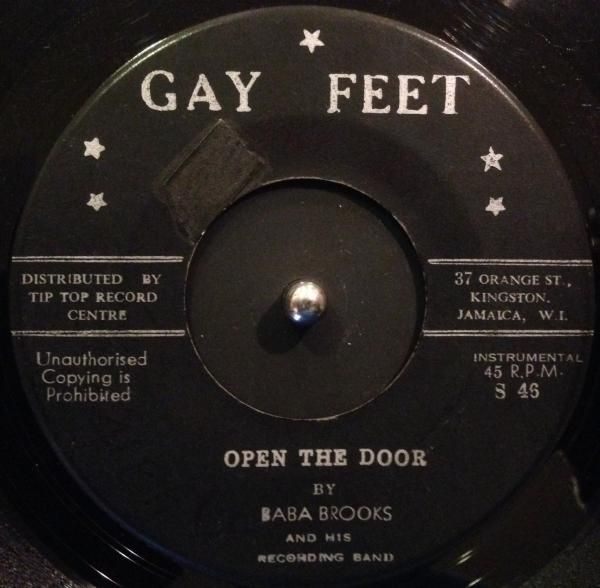 GAY FEET
DISTRIBUTED BY
TIP TOP RECORD
CENTRE
37 ORANGE ST.,
KINGSTON.
JAMAICA, W.I.
Unauthorised
Copying is
Prohibited
INSTRUMENTAL
45 R.P.M.
S 46
OPEN THE DOOR
BY
BABA BROOKS
AND HIS
RECORDING BAND